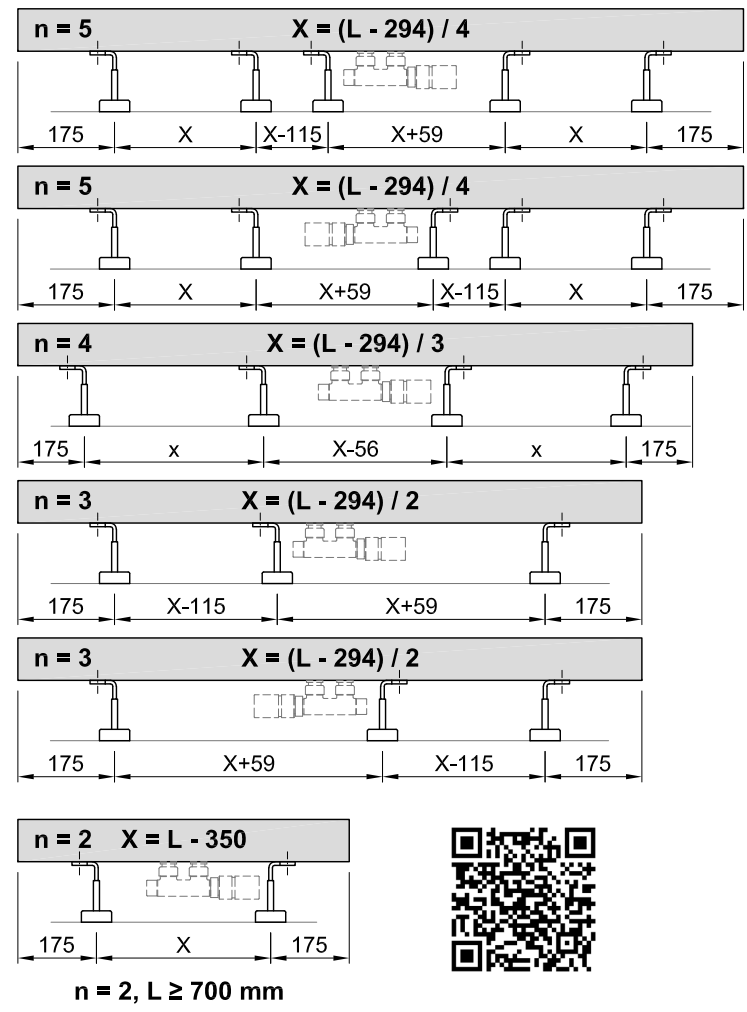 n = 5 X = (L - 294) / 4
175 X X-115 X+59 X 175
n = 5 X = (L - 294) / 4
175 X X+59 X-115 X 175
n = 4 X = (L - 294) / 3
175 x X-56 x 175
n = 3 X = (L - 294) / 2
175 X-115 X+59 175
n = 3 X = (L - 294) / 2
175 X+59 X-115 175
n = 2 X = L - 350
175 X 175
n = 2, L ≥ 700 mm